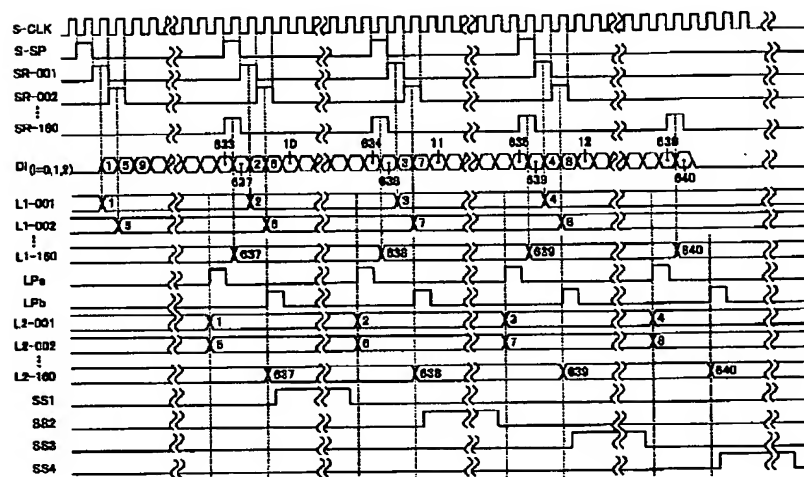 S-CLK
S-SP
SR-001
SR-002
SR-160
633 10 634 11 635 12 636
DI (i=0,1,2) 1 5 9 2 6 3 7 4 8
637 638 639 640
L1-001 1 2 3 4
L1-002 5 6 7 8
L1-160 637 638 639 640
LPa
LPb
L2-001 1 2 3 4
L2-002 5 6 7 8
L2-160 637 638 639 640
SS1
SS2
SS3
SS4